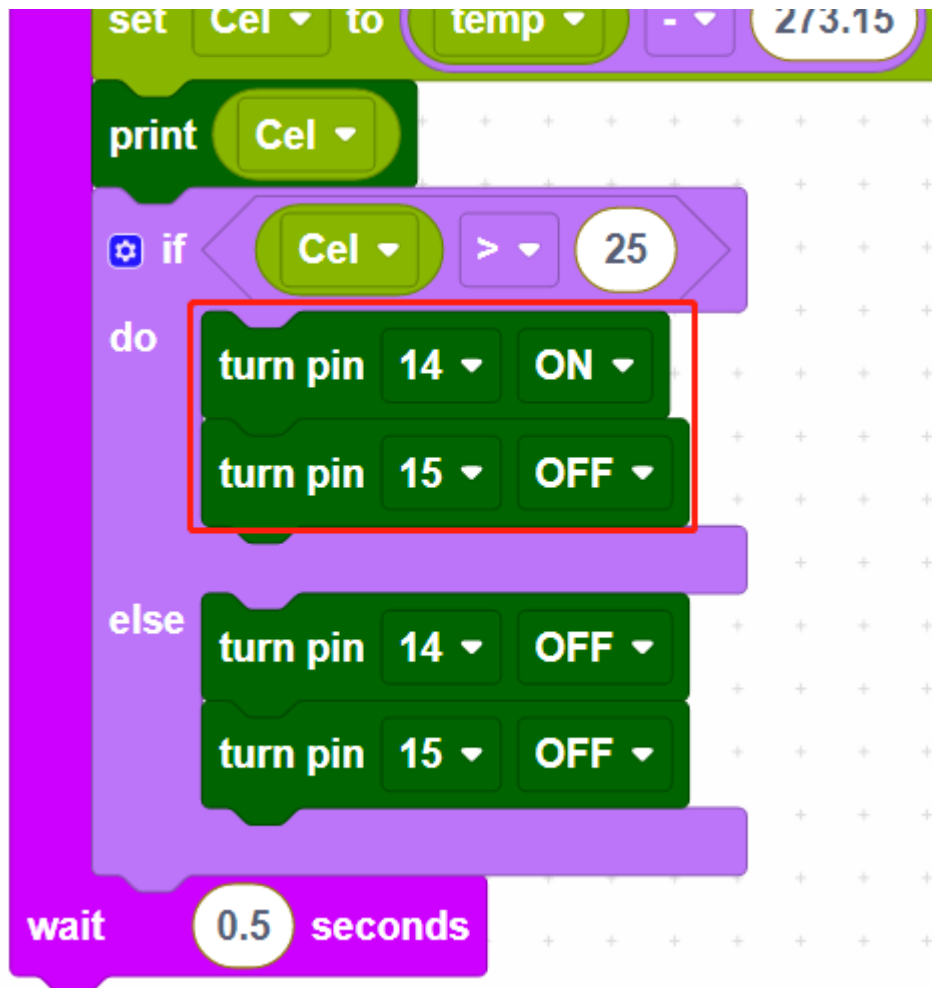 set Cel to temp - 273.15
print Cel
if Cel > 25
do
turn pin 14 ON
turn pin 15 OFF
else
turn pin 14 OFF
turn pin 15 OFF
wait 0.5 seconds